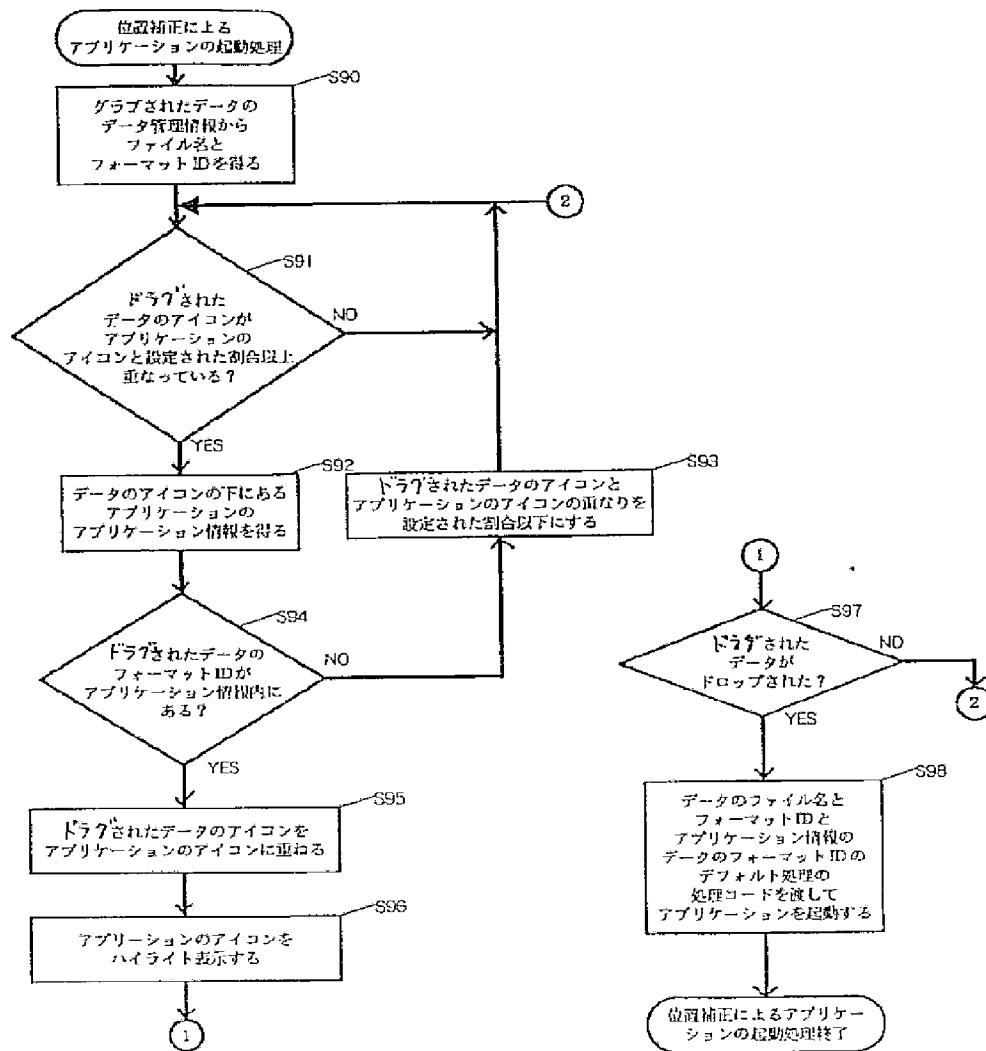 位置補正による
アプリケーションの起動処理
S90
グラブされたデータの
データ管理情報から
ファイル名と
フォーマットIDを得る
2
S91
ドラグされた
データのアイコンが
アプリケーションの
アイコンと設定された割合以上
重なっている？
NO
YES
S92
データのアイコンの下にある
アプリケーションの
アプリケーション情報を得る
S93
ドラグされたデータのアイコンと
アプリケーションのアイコンの重なりを
設定された割合以下にする
S94
ドラグされたデータの
フォーマットIDが
アプリケーション情報内に
ある？
NO
YES
S95
ドラグされたデータのアイコンを
アプリケーションのアイコンに重ねる
S96
アプリーションのアイコンを
ハイライト表示する
1
1
S97
ドラグされた
データが
ドロップされた？
NO
2
YES
S98
データのファイル名と
フォーマットIDと
アプリケーション情報の
データのフォーマットIDの
デフォルト処理の
処理コードを渡して
アプリケーションを起動する
位置補正によるアプリケー
ションの起動処理終了